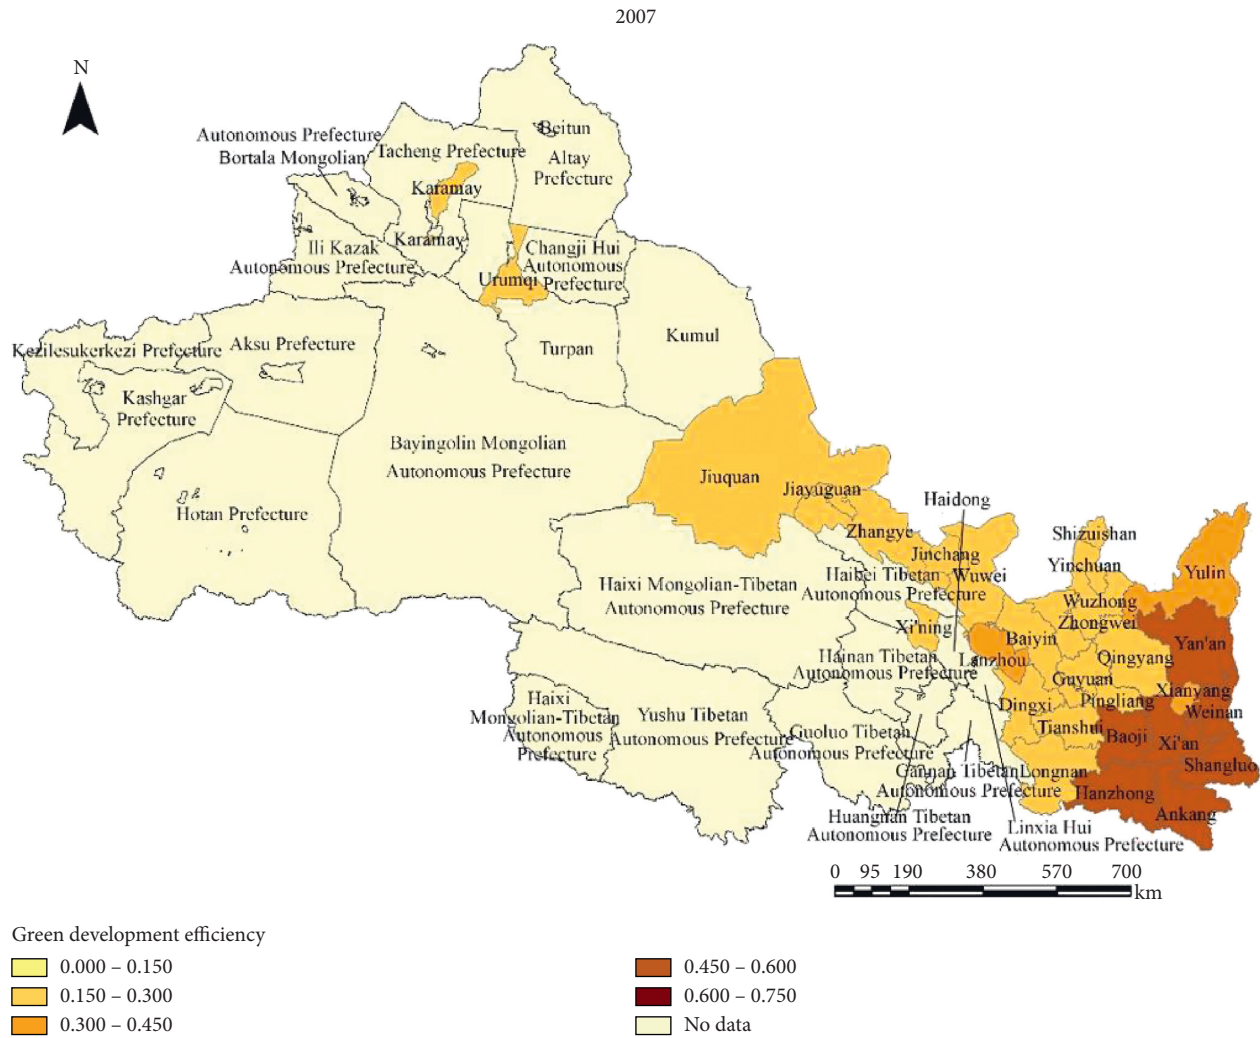 2007
N
Beitun
Autonomous Prefecture
Bortala Mongolian
Tacheng Prefecture
Altay
Prefecture
Karamay
Karamay
Ili Kazak
Autonomous Prefecture
Changji Hui
Autonomous
Prefecture
Urumqi
Kezilesukerkezi Prefecture
Aksu Prefecture
Turpan
Kumul
Kashgar
Prefecture
Bayingolin Mongolian
Autonomous Prefecture
Hotan Prefecture
Jiuquan
Jiayuguan
Haidong
Zhangye
Jinchang
Wuwei
Shizuishan
Yinchuan
Yulin
Haibei Tibetan
Autonomous Prefecture
Haixi Mongolian-Tibetan
Autonomous Prefecture
Wuzhong
Zhongwei
Xi'ning
Baiyin
Yan'an
Lanzhou
Qingyang
Hainan Tibetan
Autonomous Prefecture
Guyuan
Xianyang
Pingliang
Weinan
Dingxi
Haixi
Mongolian-Tibetan
Autonomous
Prefecture
Yushu Tibetan
Autonomous Prefecture
Guoluo Tibetan
Autonomous Prefecture
Tianshui
Baoji
Xi'an
Shangluo
Gannan Tibetan
Autonomous Prefecture
Longnan
Hanzhong
Ankang
Huangnan Tibetan
Autonomous Prefecture
Linxia Hui
Autonomous Prefecture
0 95 190 380 570 700
km
Green development efficiency
0.000 – 0.150
0.150 – 0.300
0.300 – 0.450
0.450 – 0.600
0.600 – 0.750
No data